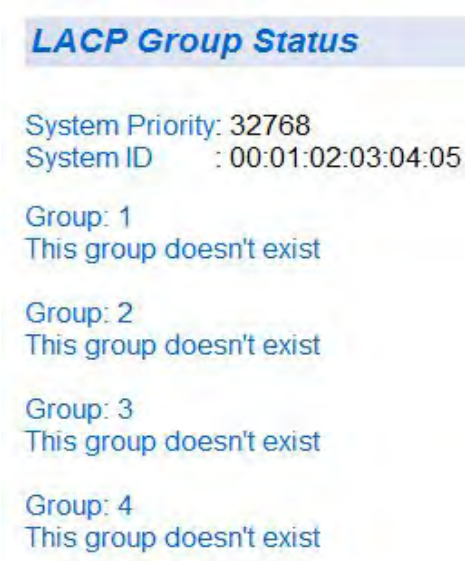 LACP Group Status
System Priority: 32768
System ID : 00:01:02:03:04:05
Group: 1
This group doesn't exist
Group: 2
This group doesn't exist
Group: 3
This group doesn't exist
Group: 4
This group doesn't exist